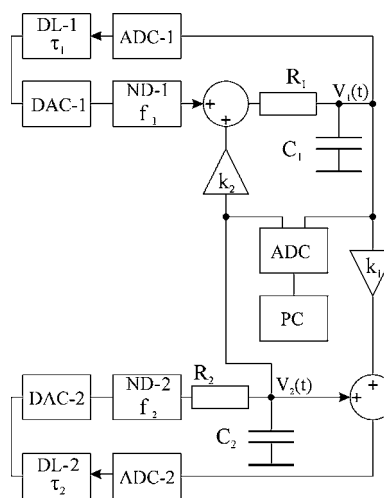 DL-1
τ₁
ADC-1
DAC-1
ND-1
f₁
+
+
R₁
V₁(t)
C₁
k₂
ADC
k₁
PC
DAC-2
ND-2
f₂
R₂
V₂(t)
+
+
C₂
DL-2
τ₂
ADC-2